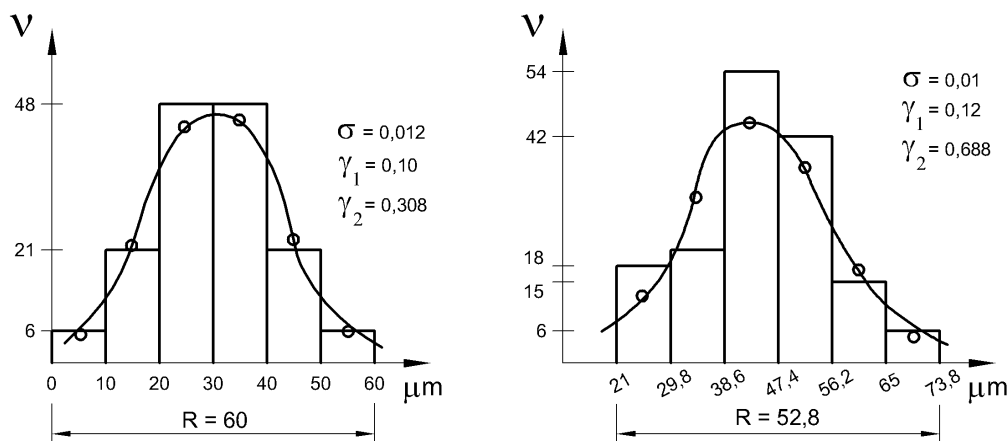 ν
48
21
6
σ = 0,012
γ1 = 0,10
γ2 = 0,308
0 10 20 30 40 50 60
μm
R = 60
ν
54
42
18
15
6
σ = 0,01
γ1 = 0,12
γ2 = 0,688
21 29,8 38,6 47,4 56,2 65 73,8
μm
R = 52,8